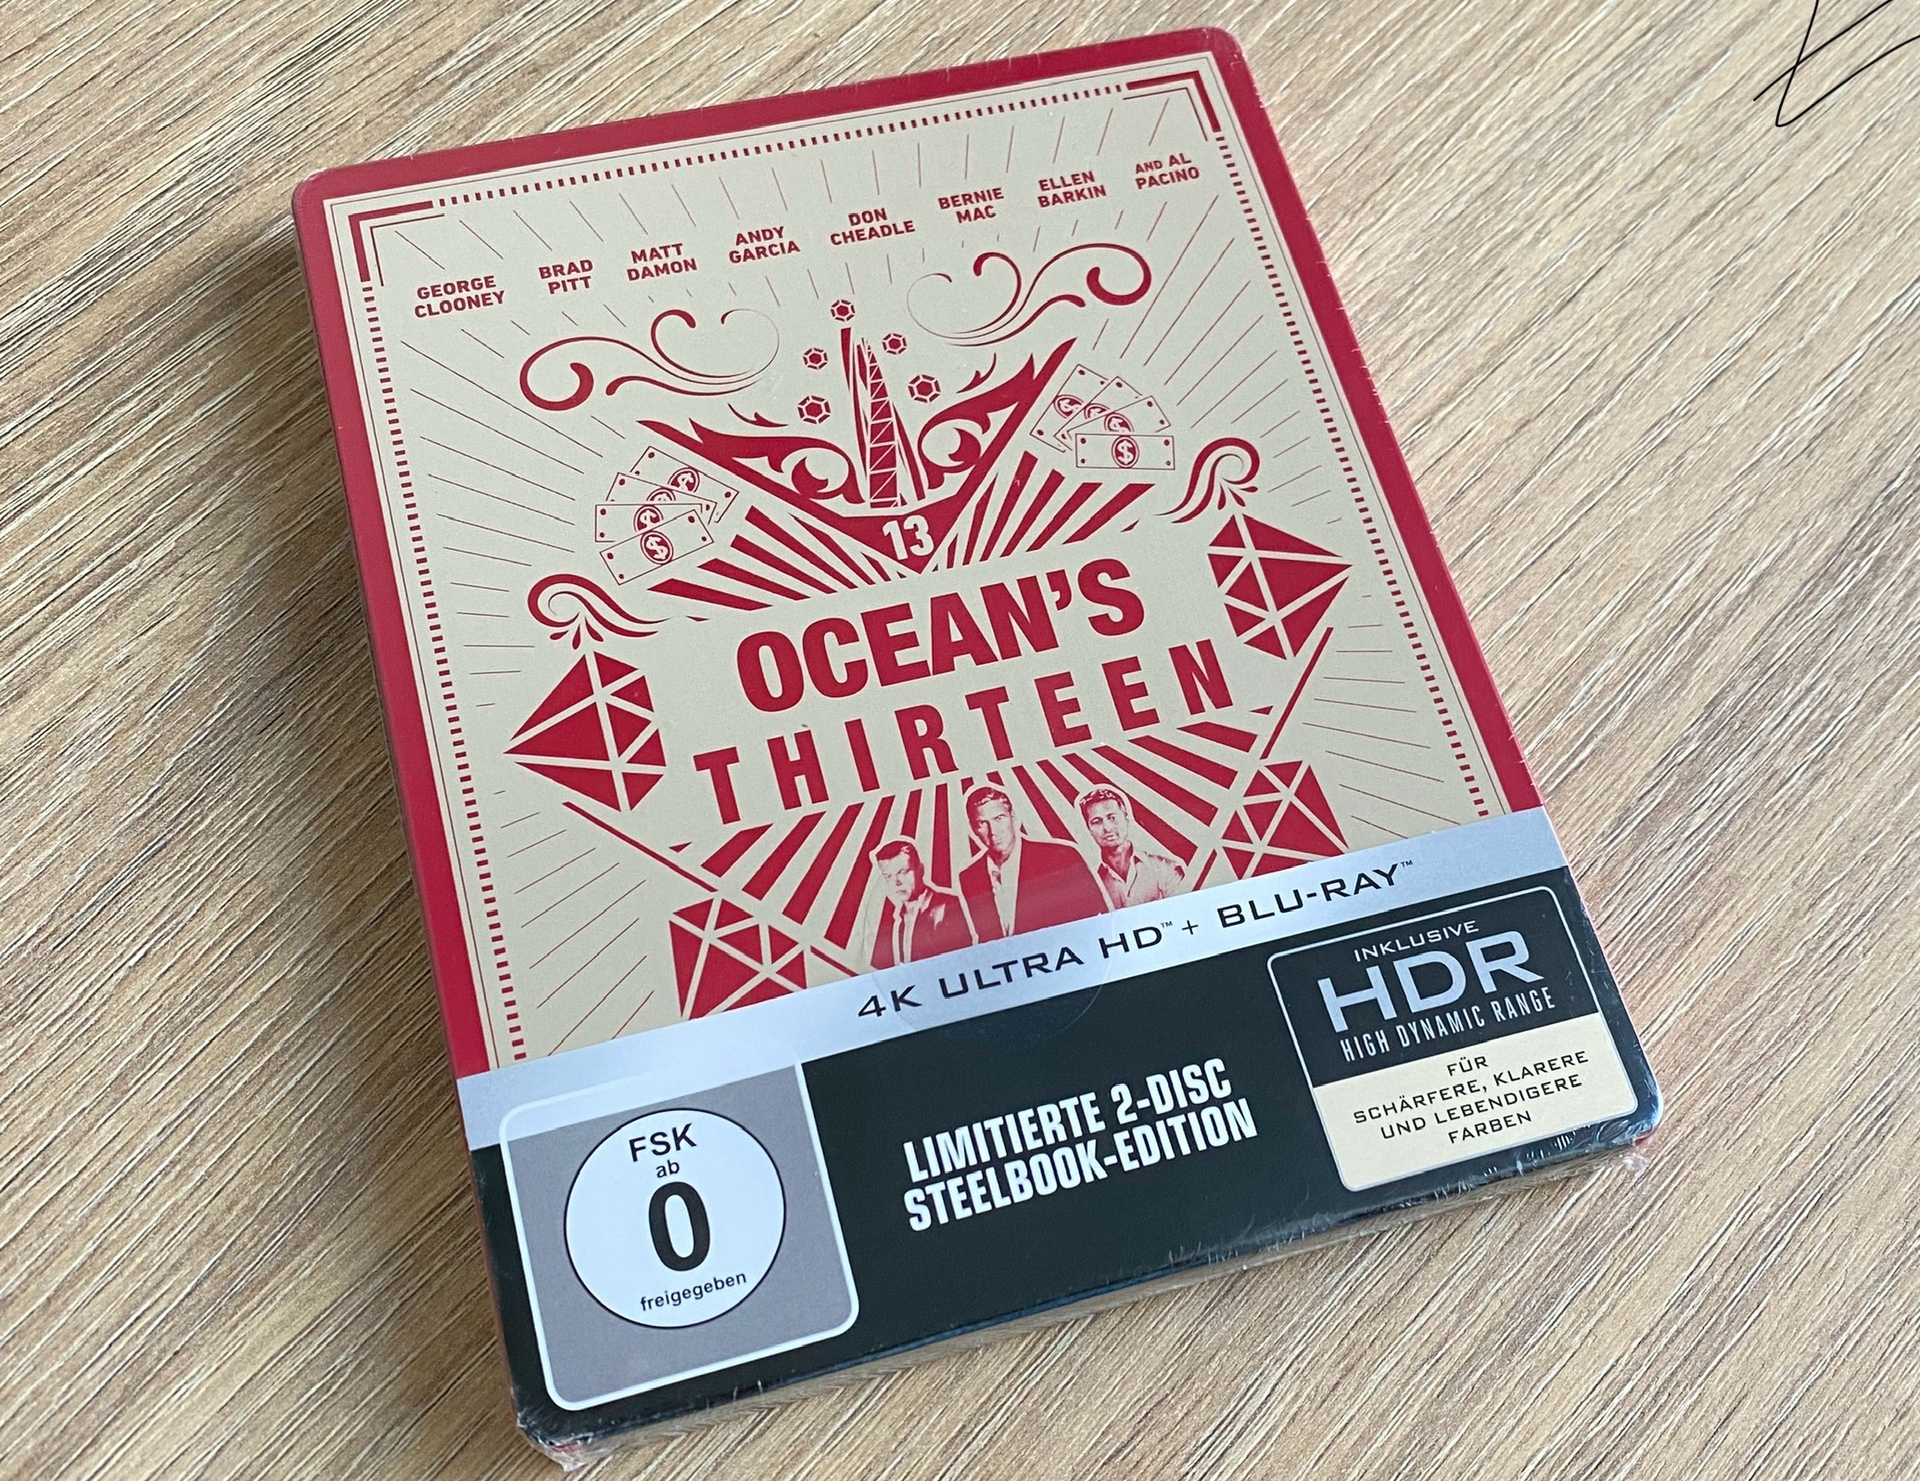 GEORGE
CLOONEY
BRAD
PITT
MATT
DAMON
ANDY
GARCIA
DON
CHEADLE
BERNIE
MAC
ELLEN
BARKIN
AND AL
PACINO
13
OCEAN'S
THIRTEEN
4K ULTRA HD™ + BLU-RAY™
FSK
ab
0
freigegeben
LIMITIERTE 2-DISC
STEELBOOK-EDITION
INKLUSIVE
HDR
HIGH DYNAMIC RANGE
FÜR
SCHÄRFERE, KLARERE
UND LEBENDIGERE
FARBEN